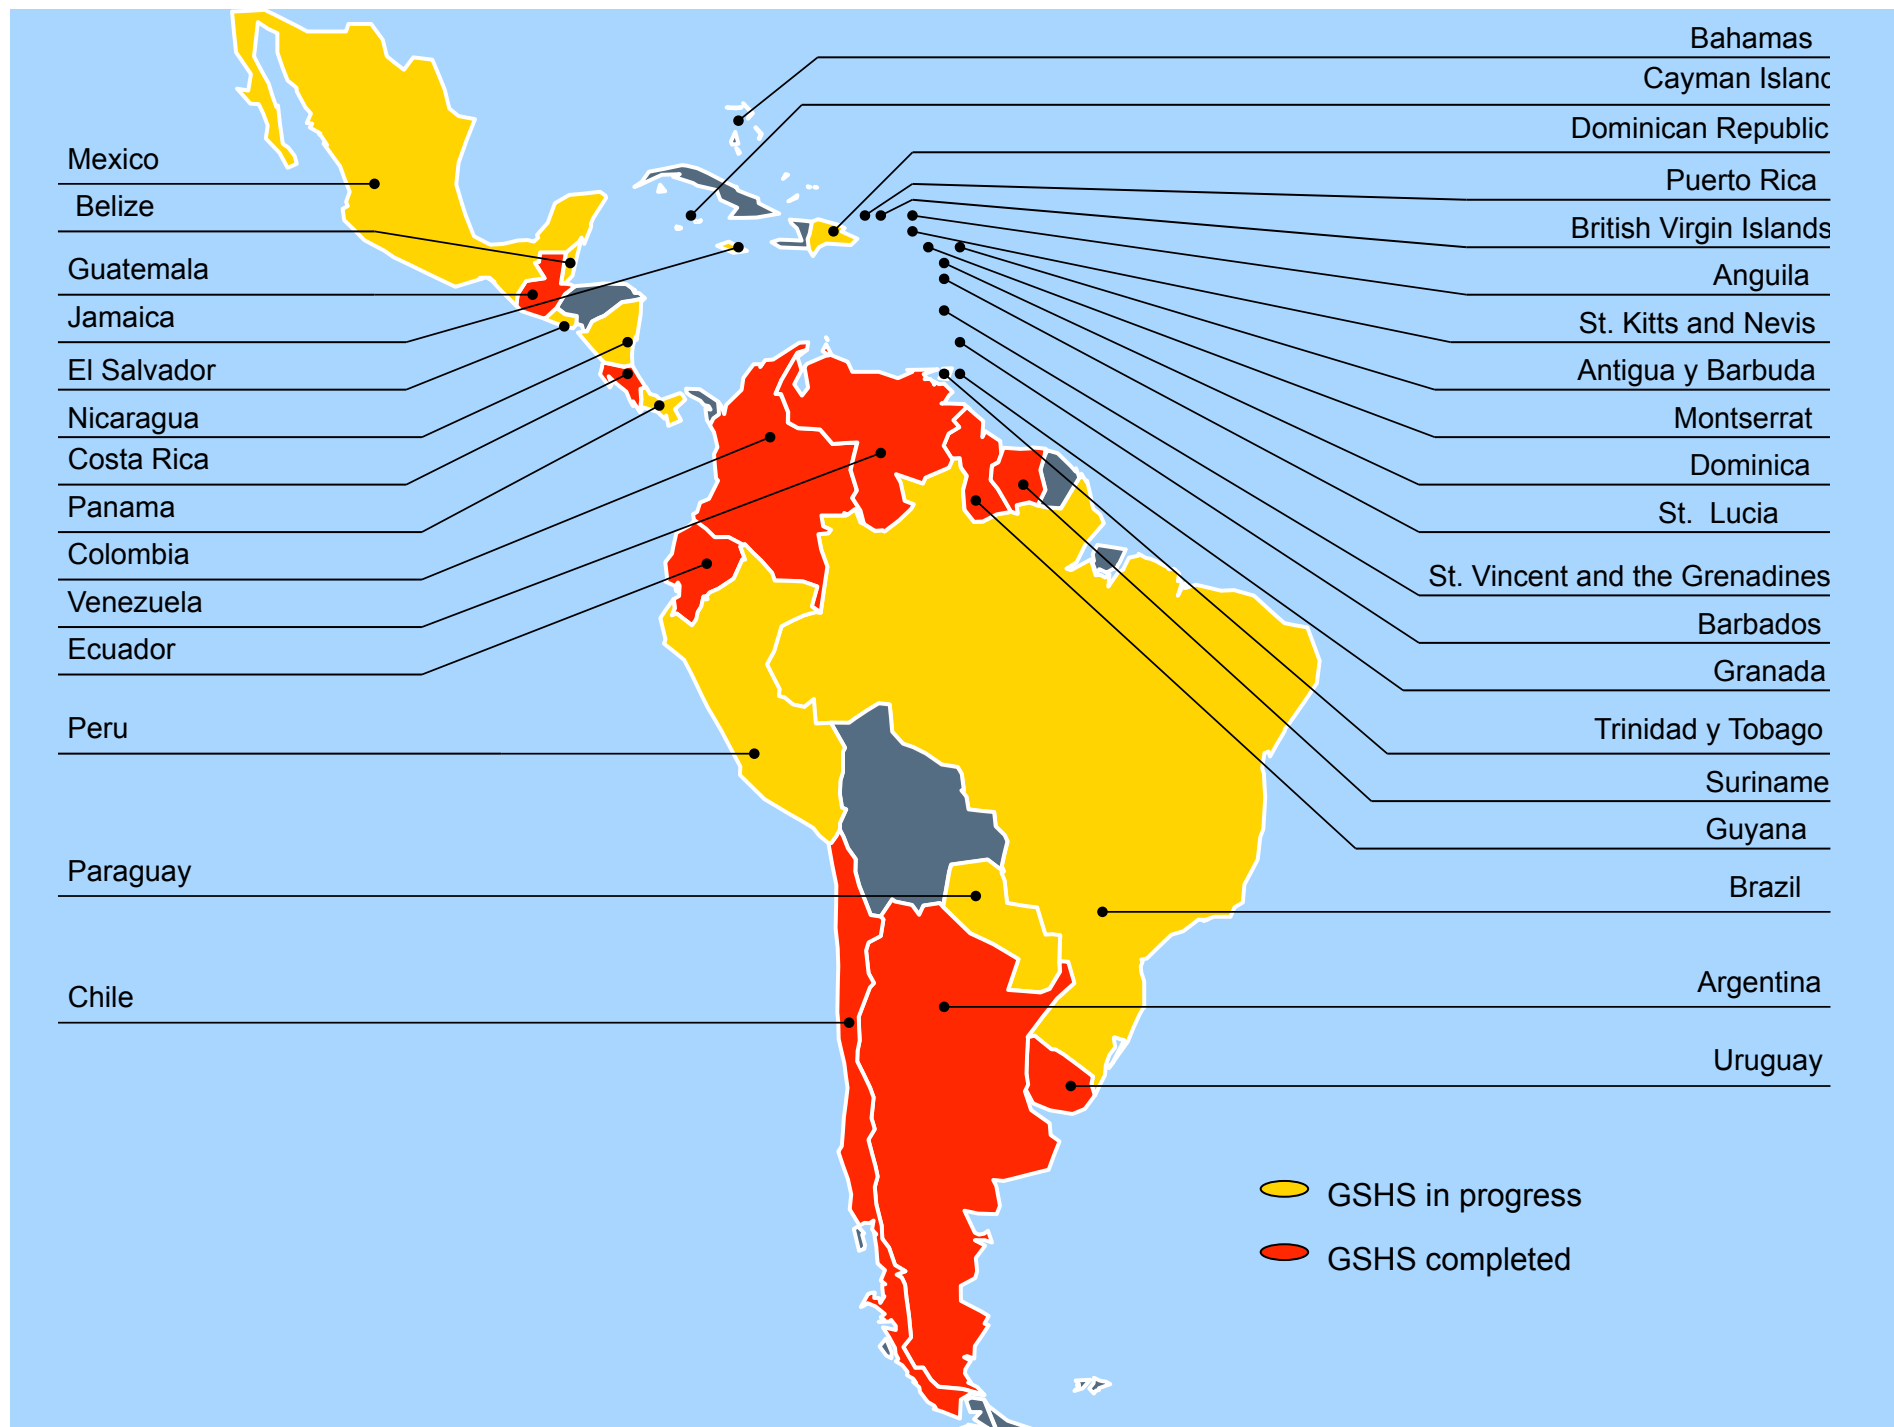 Mexico
Belize
Guatemala
Jamaica
El Salvador
Nicaragua
Costa Rica
Panama
Colombia
Venezuela
Ecuador
Peru
Paraguay
Chile
Bahamas
Cayman Islanc
Dominican Republic
Puerto Rica
British Virgin Islands
Anguila
St. Kitts and Nevis
Antigua y Barbuda
Montserrat
Dominica
St. Lucia
St. Vincent and the Grenadines
Barbados
Granada
Trinidad y Tobago
Suriname
Guyana
Brazil
Argentina
Uruguay
GSHS in progress
GSHS completed